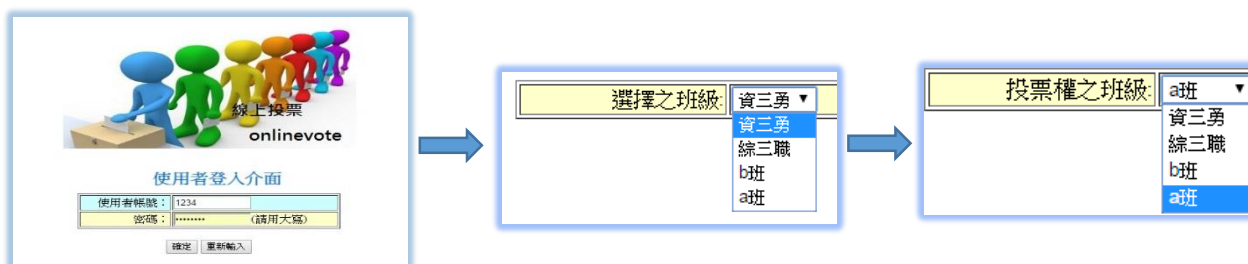 線上投票
onlinevote
使用者登入介面
使用者帳號： 1234
密碼： •••••••• (請用大寫)
確定 重新輸入
選擇之班級: 資三勇 ▼
資三勇
綜三職
b班
a班
投票權之班級: a班 ▼
資三勇
綜三職
b班
a班